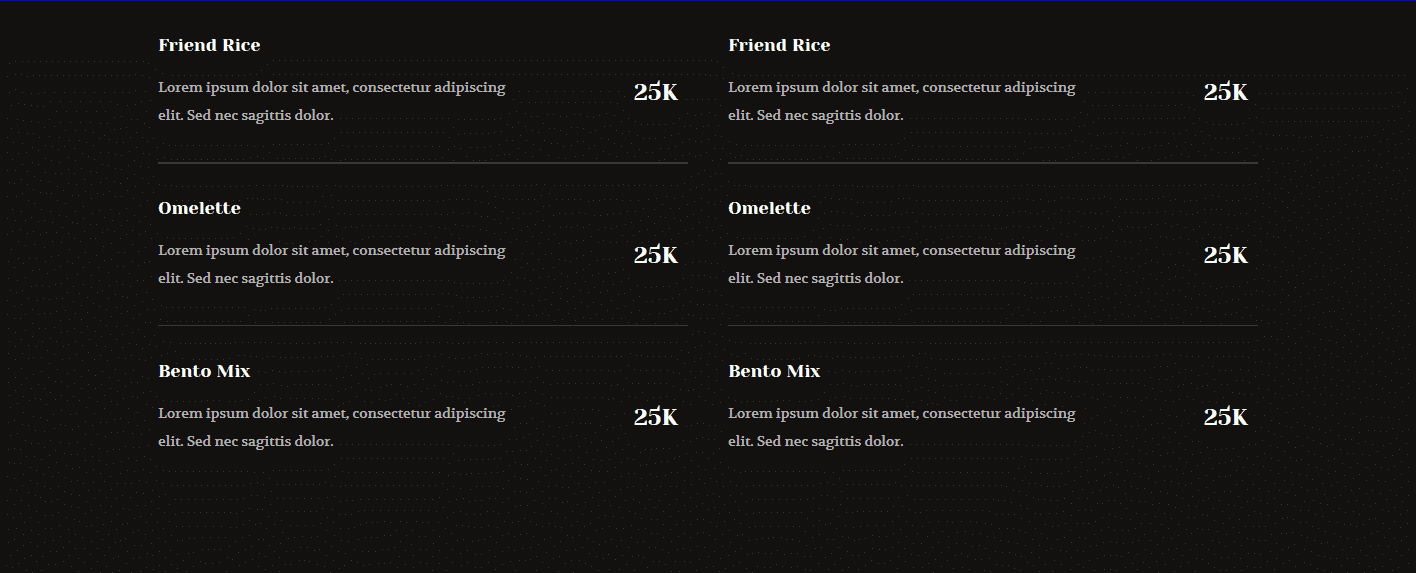 Friend Rice
Lorem ipsum dolor sit amet, consectetur adipiscing
elit. Sed nec sagittis dolor.
25K
Omelette
Lorem ipsum dolor sit amet, consectetur adipiscing
elit. Sed nec sagittis dolor.
25K
Bento Mix
Lorem ipsum dolor sit amet, consectetur adipiscing
elit. Sed nec sagittis dolor.
25K
Friend Rice
Lorem ipsum dolor sit amet, consectetur adipiscing
elit. Sed nec sagittis dolor.
25K
Omelette
Lorem ipsum dolor sit amet, consectetur adipiscing
elit. Sed nec sagittis dolor.
25K
Bento Mix
Lorem ipsum dolor sit amet, consectetur adipiscing
elit. Sed nec sagittis dolor.
25K